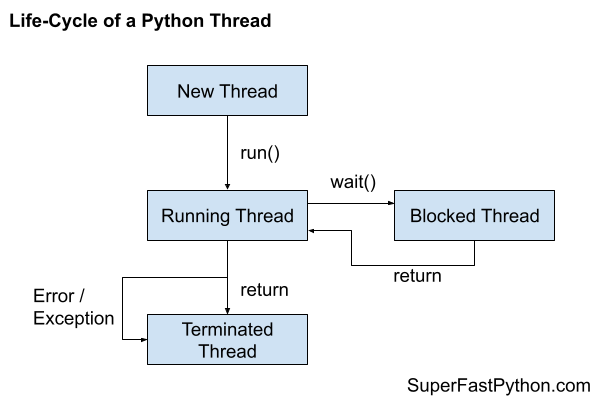 Life-Cycle of a Python Thread
New Thread
run()
wait()
Running Thread
Blocked Thread
return
return
Error /
Exception
Terminated
Thread
SuperFastPython.com